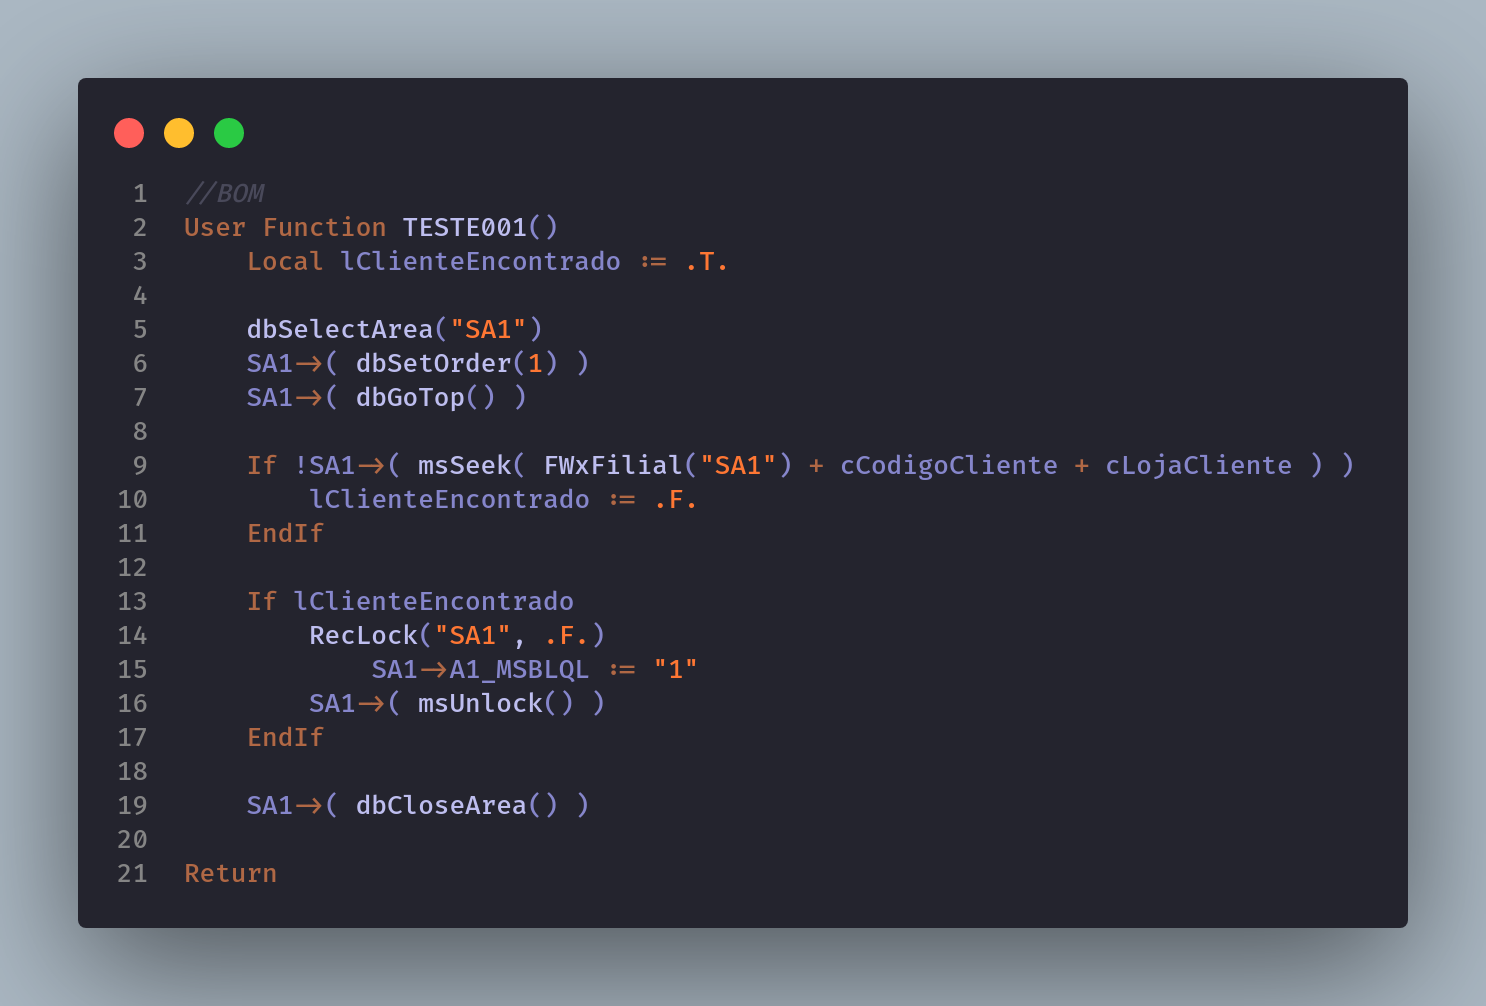 1 //BOM
2 User Function TESTE001()
3     Local lClienteEncontrado := .T.
4
5     dbSelectArea("SA1")
6     SA1->( dbSetOrder(1) )
7     SA1->( dbGoTop() )
8
9     If !SA1->( msSeek( FWxFilial("SA1") + cCodigoCliente + cLojaCliente ) )
10         lClienteEncontrado := .F.
11     EndIf
12
13     If lClienteEncontrado
14         RecLock("SA1", .F.)
15             SA1->A1_MSBLQL := "1"
16         SA1->( msUnlock() )
17     EndIf
18
19     SA1->( dbCloseArea() )
20
21 Return